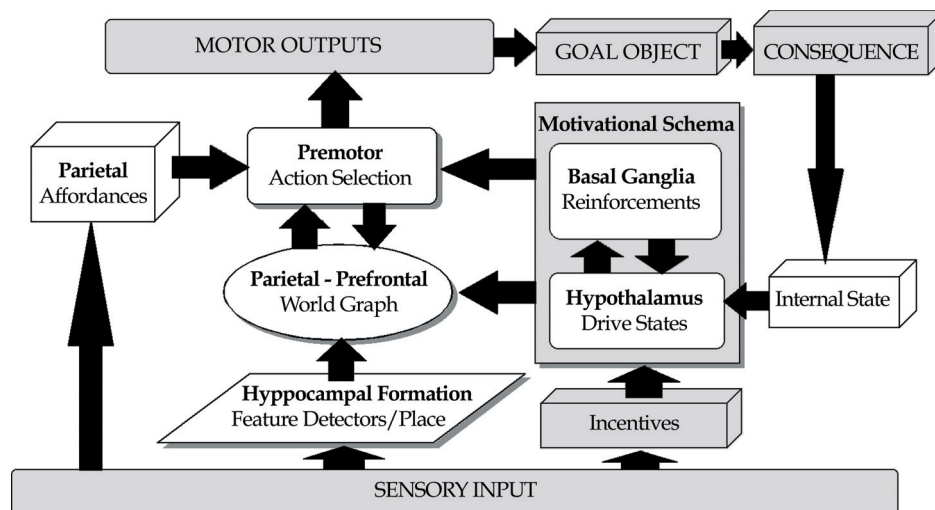 MOTOR OUTPUTS
GOAL OBJECT
CONSEQUENCE
Motivational Schema
Parietal
Affordances
Premotor
Action Selection
Basal Ganglia
Reinforcements
Parietal - Prefrontal
World Graph
Hypothalamus
Drive States
Internal State
Hyppocampal Formation
Feature Detectors/Place
Incentives
SENSORY INPUT